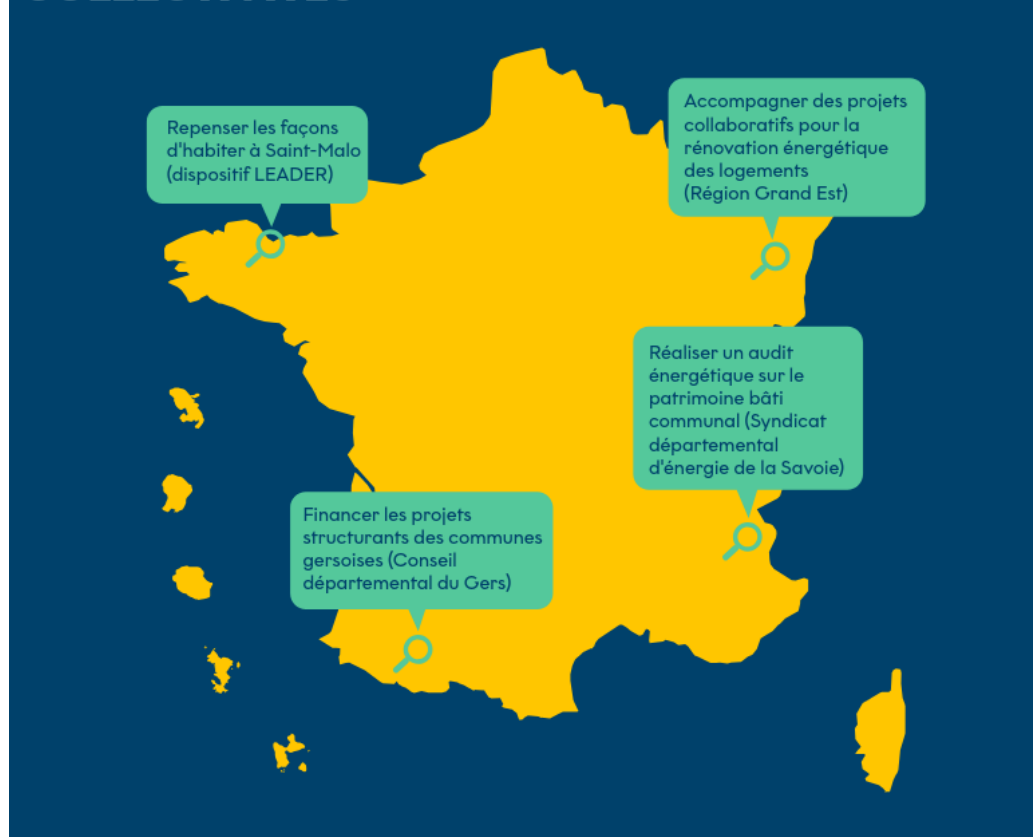 Repenser les façons
d'habiter à Saint-Malo
(dispositif LEADER)
Accompagner des projets
collaboratifs pour la
rénovation énergétique
des logements
(Région Grand Est)
Réaliser un audit
énergétique sur le
patrimoine bâti
communal (Syndicat
départemental
d'énergie de la Savoie)
Financer les projets
structurants des communes
gersoises (Conseil
départemental du Gers)